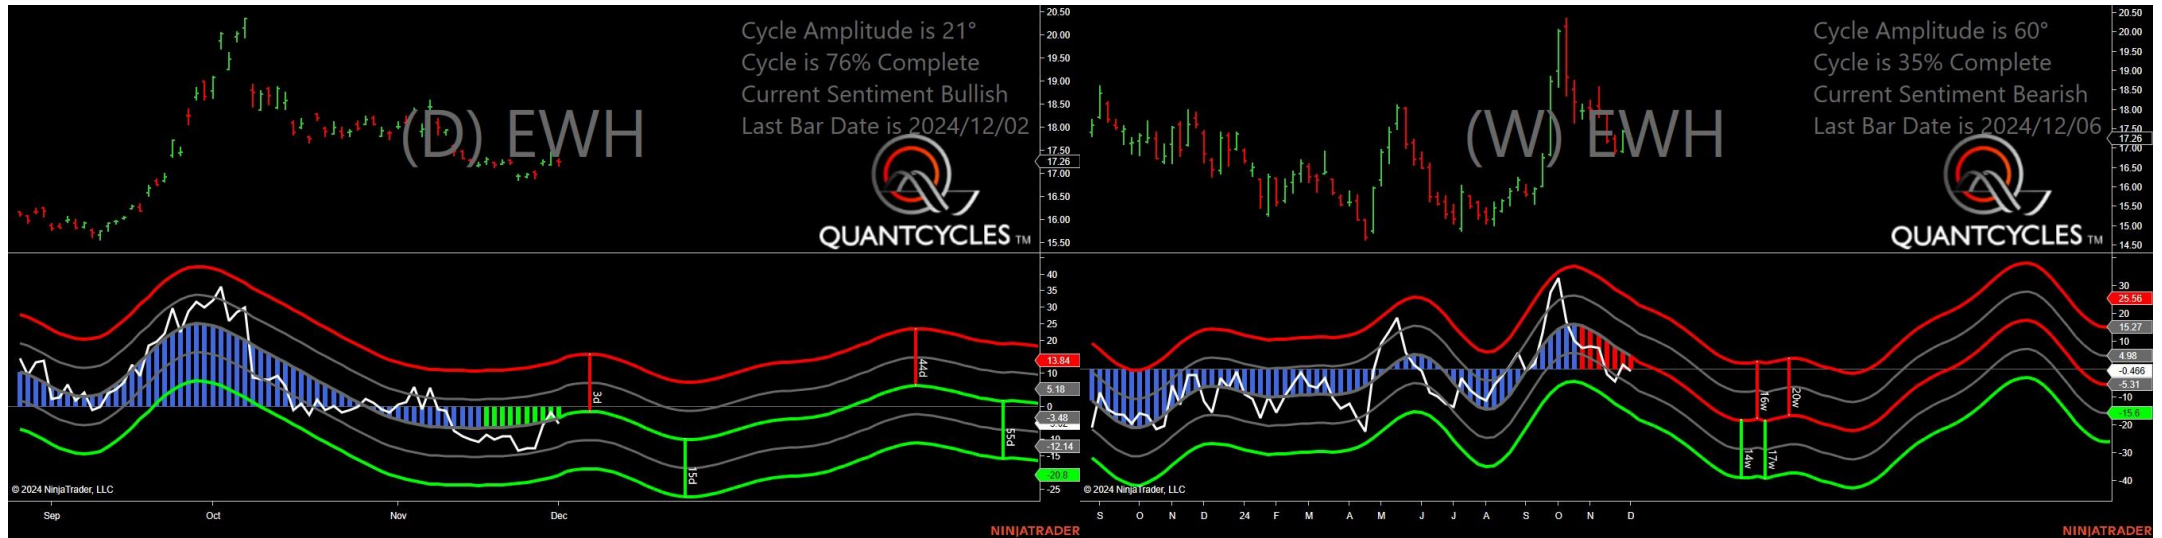 Cycle Amplitude is 21°
Cycle is 76% Complete
Current Sentiment Bullish
Last Bar Date is 2024/12/02
(D) EWH
QUANTCYCLES TM
20.50
20.00
19.50
19.00
18.50
18.00
17.50
17.26
17.00
16.50
16.00
15.50
40
35
30
25
20
13.84
10
5.18
0
-3.48
-12.14
-15
-20.8
-25
3d
15d
44d
55d
© 2024 NinjaTrader, LLC
Sep
Oct
Nov
Dec
NINJATRADER
Cycle Amplitude is 60°
Cycle is 35% Complete
Current Sentiment Bearish
Last Bar Date is 2024/12/06
(W) EWH
QUANTCYCLES TM
20.50
20.00
19.50
19.00
18.50
18.00
17.50
17.26
17.00
16.50
16.00
15.50
15.00
14.50
30
25.56
20
15.27
10
4.98
-0.466
-5.31
-10
-15.6
-20
-30
-40
14w
16w
17w
20w
© 2024 NinjaTrader, LLC
S
O
N
D
24
F
M
A
M
J
J
A
S
O
N
D
NINJATRADER